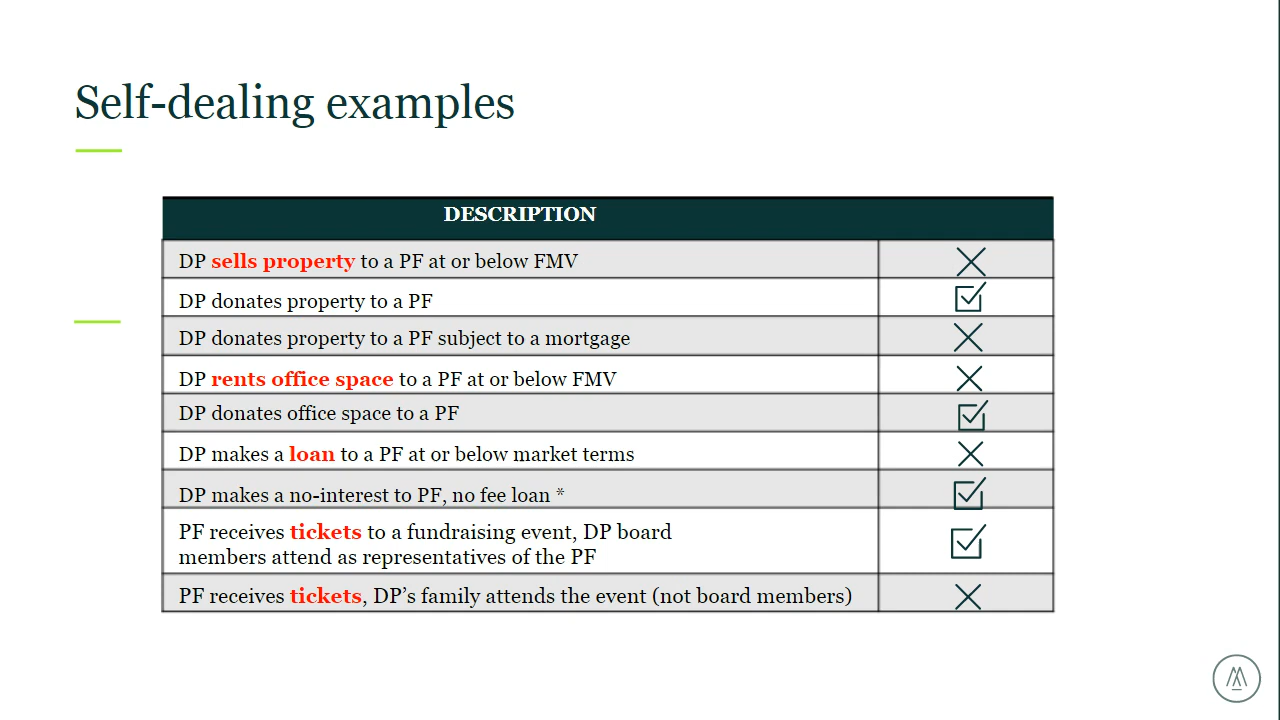 Self-dealing examples
DESCRIPTION
DP sells property to a PF at or below FMV
DP donates property to a PF
DP donates property to a PF subject to a mortgage
DP rents office space to a PF at or below FMV
DP donates office space to a PF
DP makes a loan to a PF at or below market terms
DP makes a no-interest to PF, no fee loan *
PF receives tickets to a fundraising event, DP board
members attend as representatives of the PF
PF receives tickets, DP’s family attends the event (not board members)